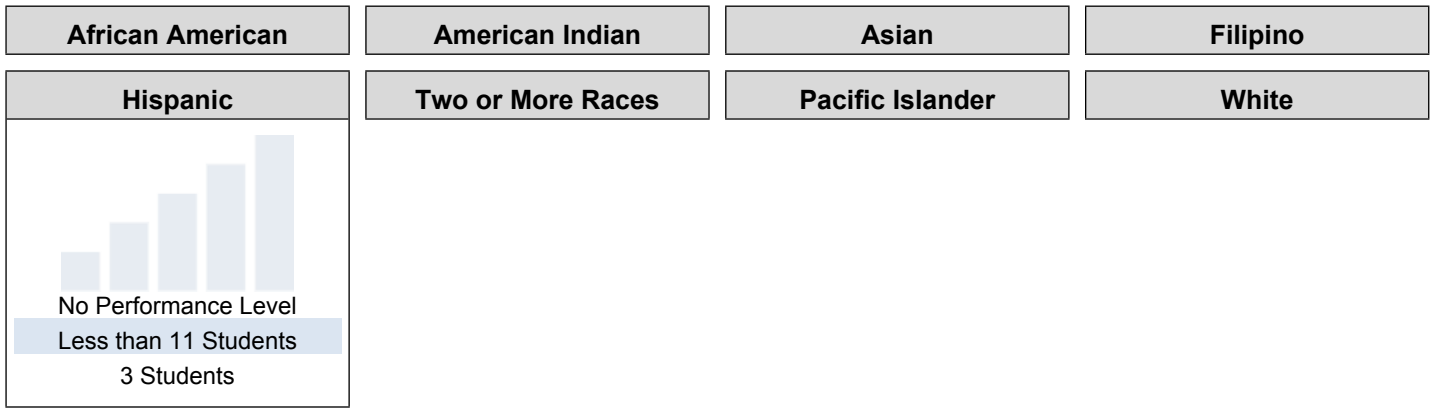 African American
American Indian
Asian
Filipino
Hispanic
Two or More Races
Pacific Islander
White
No Performance Level
Less than 11 Students
3 Students